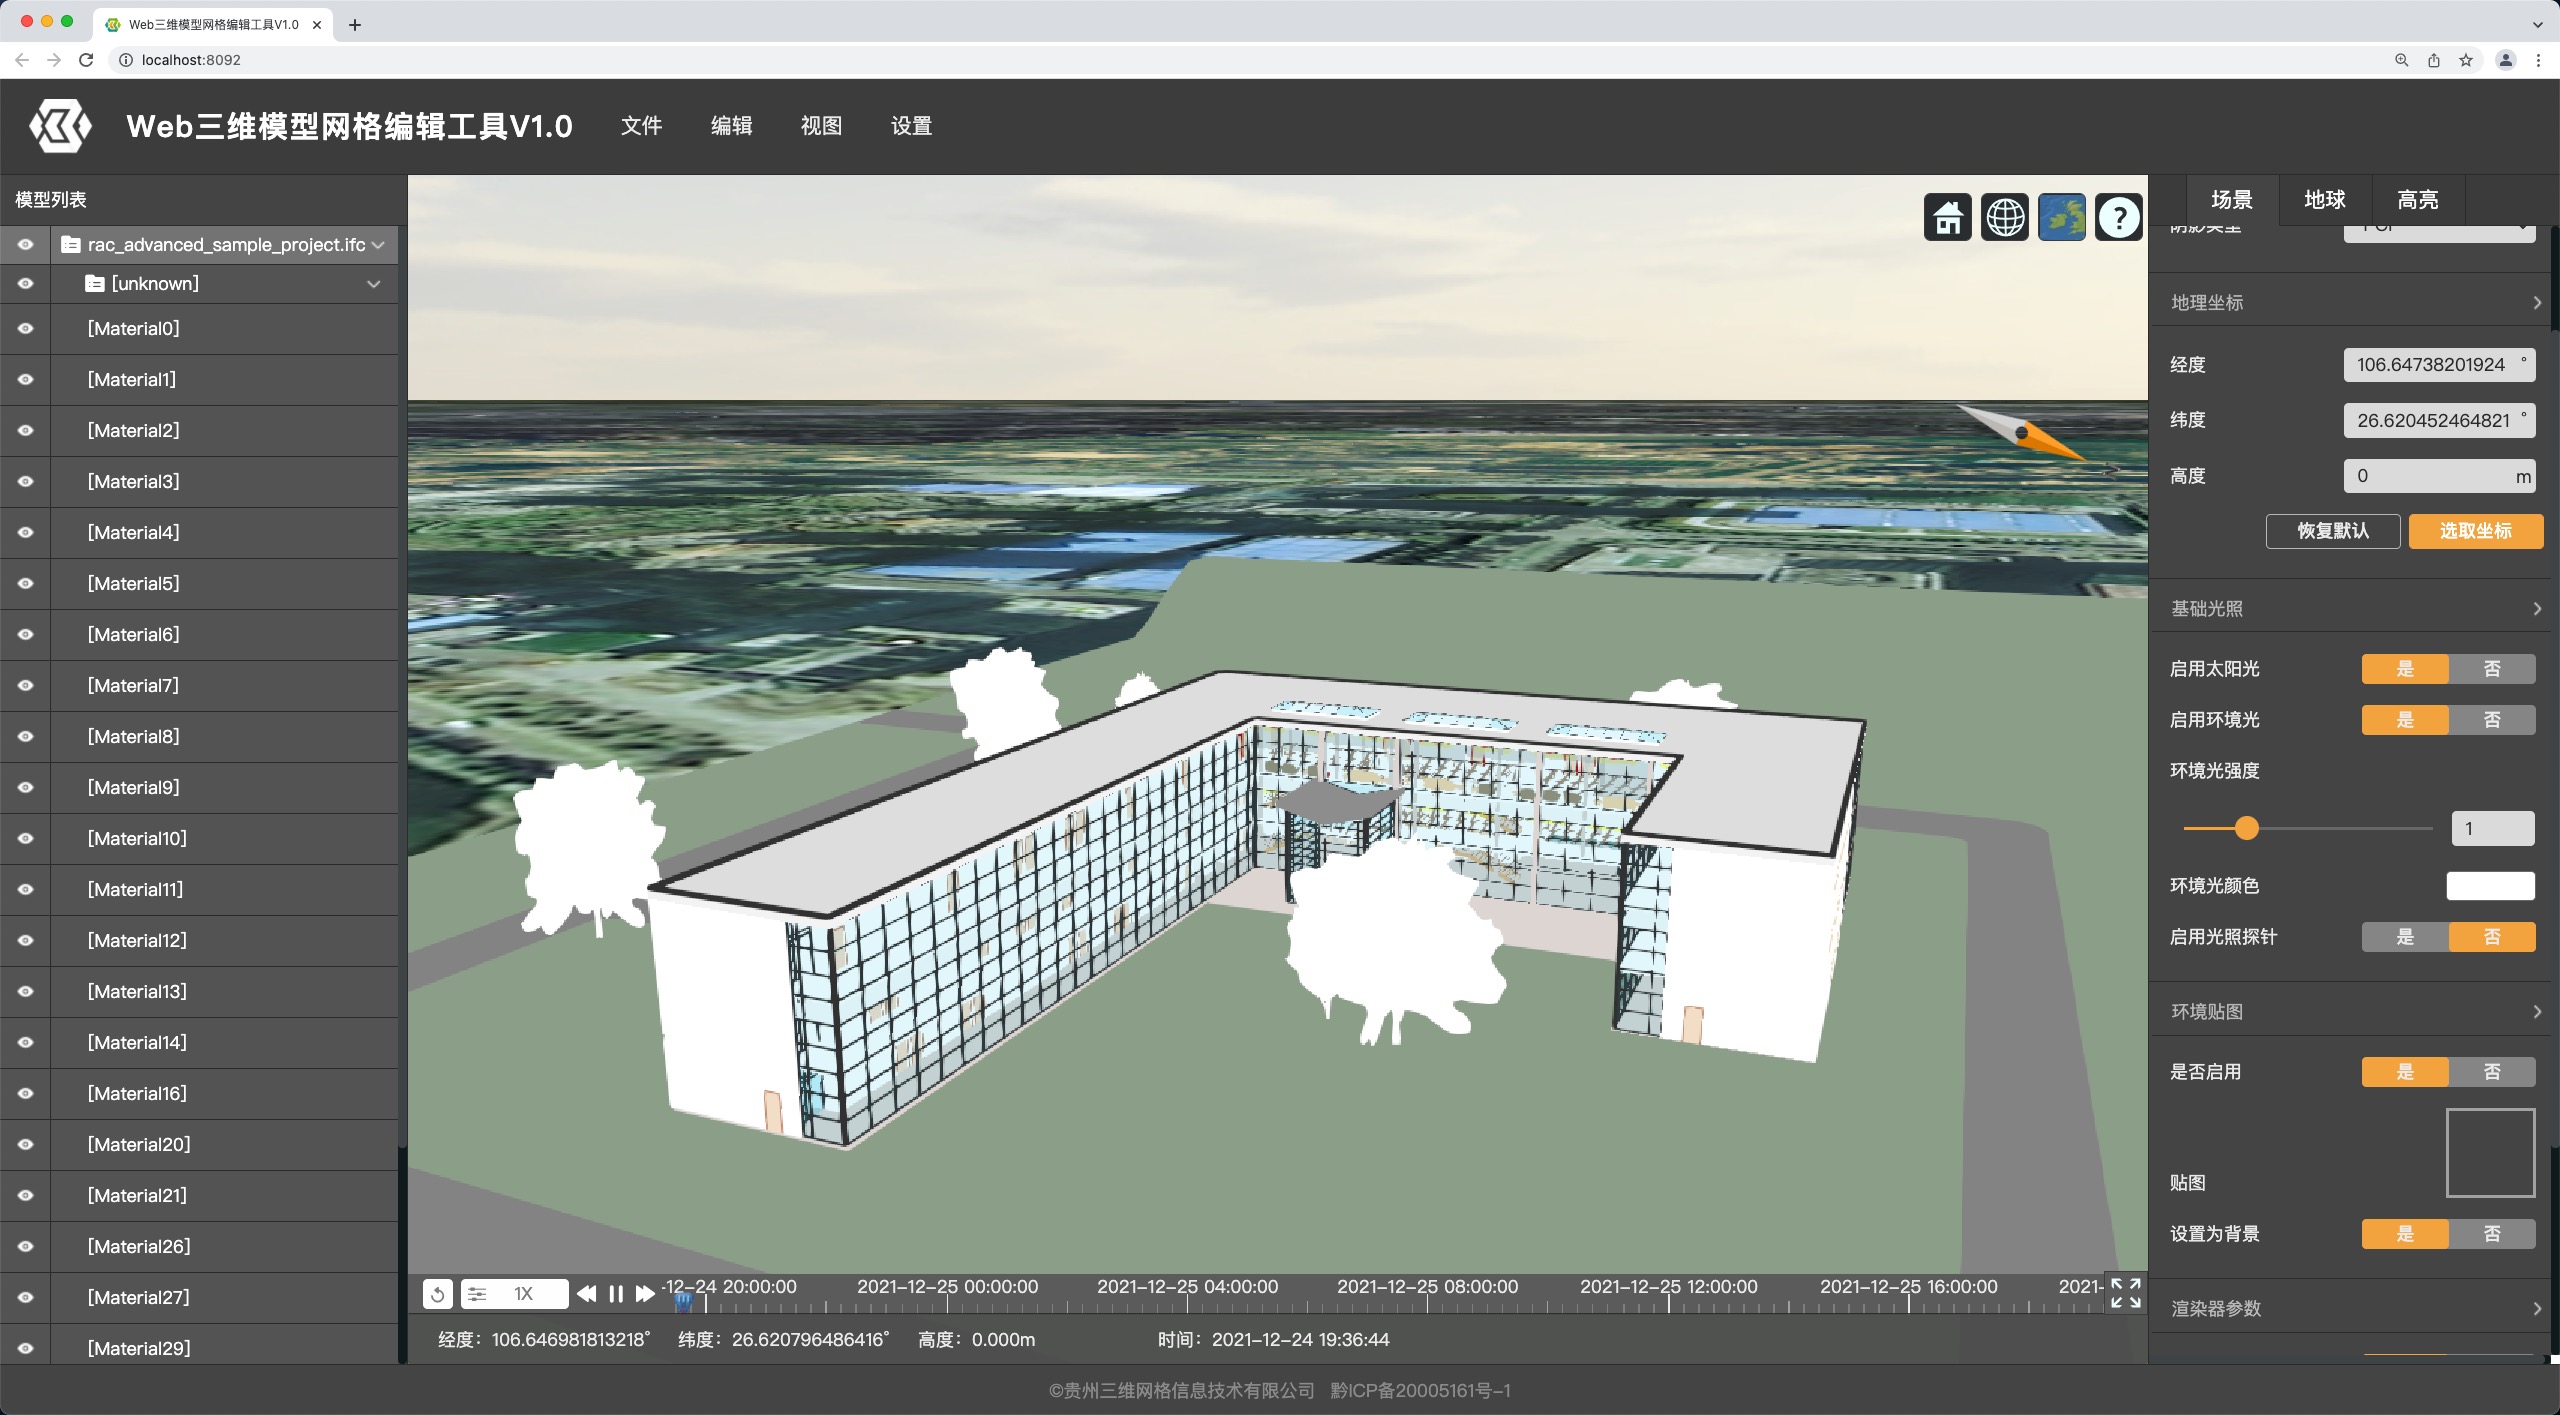 Web三维模型网格编辑工具V1.0
localhost:8092
Web三维模型网格编辑工具V1.0 文件 编辑 视图 设置
模型列表
rac_advanced_sample_project.ifc
[unknown]
[Material0]
[Material1]
[Material2]
[Material3]
[Material4]
[Material5]
[Material6]
[Material7]
[Material8]
[Material9]
[Material10]
[Material11]
[Material12]
[Material13]
[Material14]
[Material16]
[Material20]
[Material21]
[Material26]
[Material27]
[Material29]
?
1X
-12-24 20:00:00 2021-12-25 00:00:00 2021-12-25 04:00:00 2021-12-25 08:00:00 2021-12-25 12:00:00 2021-12-25 16:00:00 2021-
经度：106.646981813218° 纬度：26.620796486416° 高度：0.000m 时间：2021-12-24 19:36:44
场景 地球 高亮
地理坐标
经度 106.64738201924 °
纬度 26.620452464821 °
高度 0 m
恢复默认 选取坐标
基础光照
启用太阳光 是 否
启用环境光 是 否
环境光强度
1
环境光颜色
启用光照探针 是 否
环境贴图
是否启用 是 否
贴图
设置为背景 是 否
渲染器参数
©贵州三维网格信息技术有限公司 黔ICP备20005161号-1